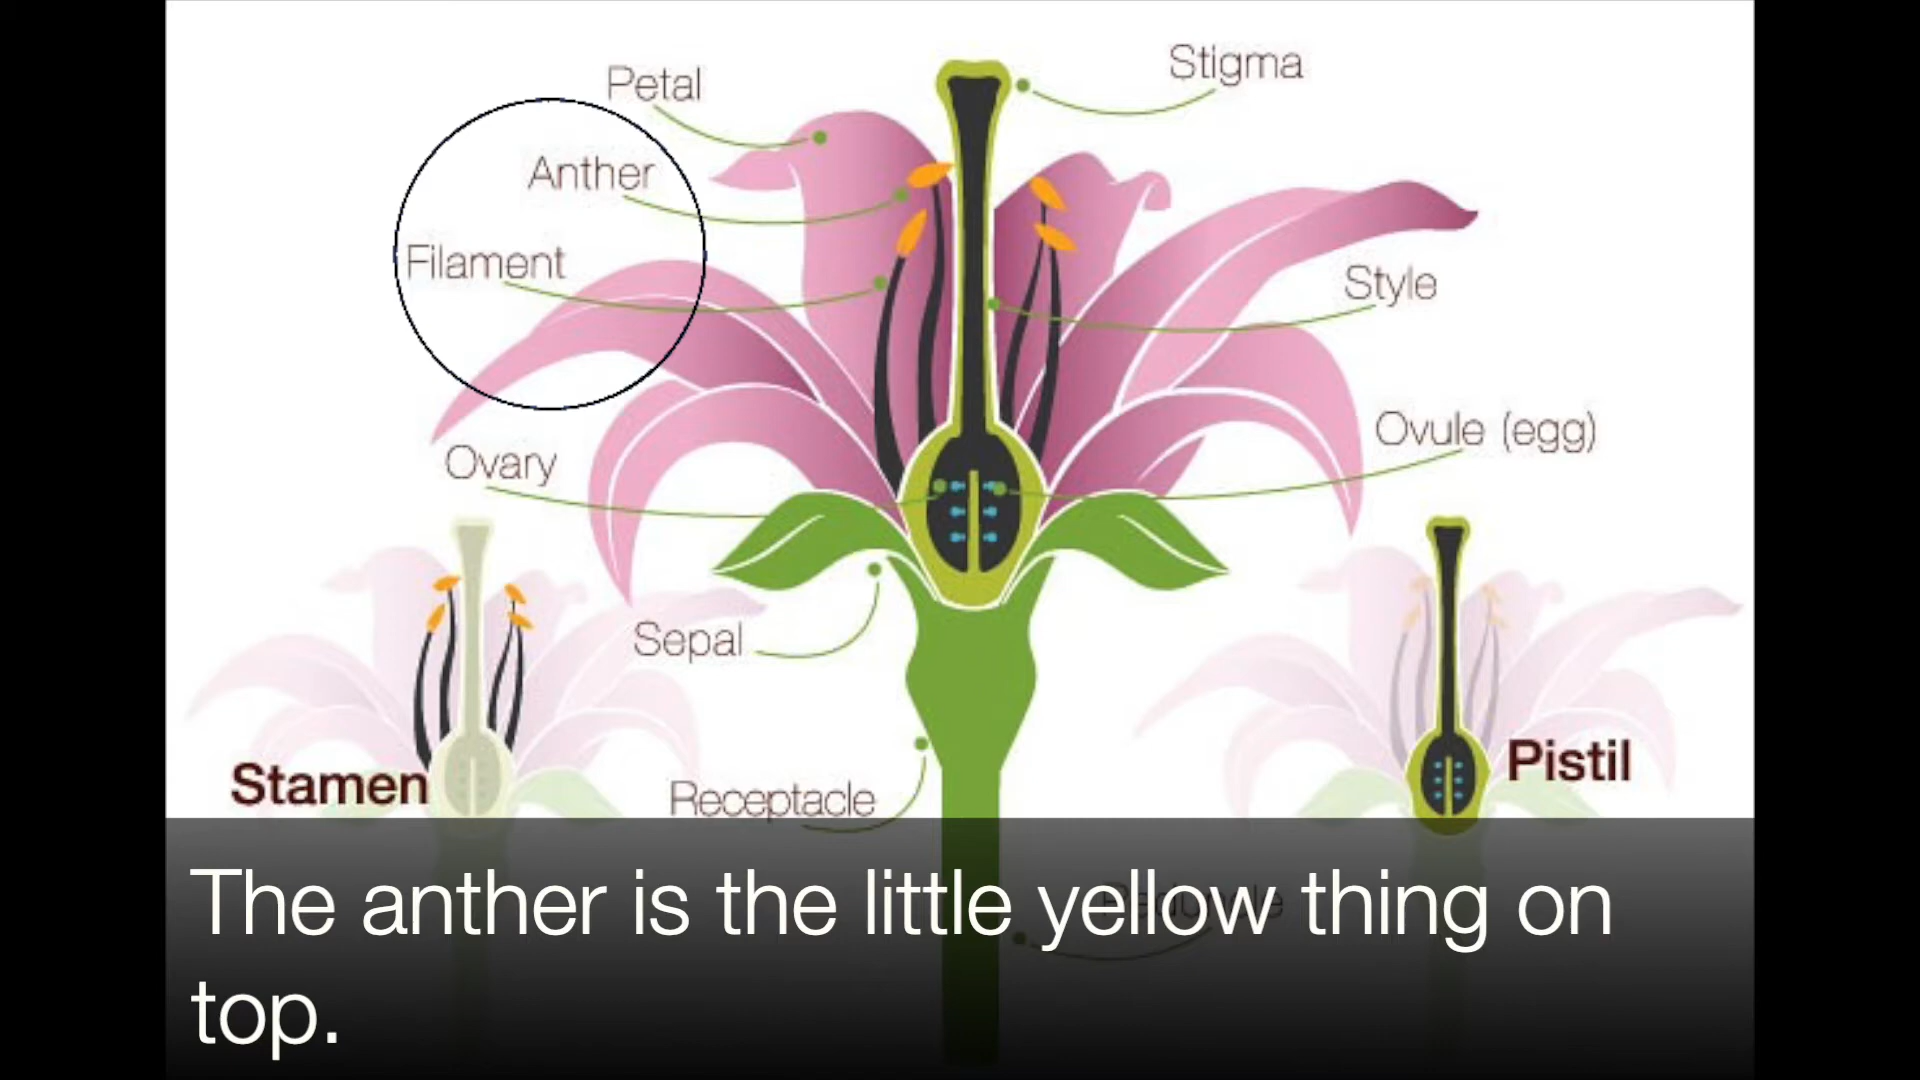 Petal
Stigma
Anther
Filament
Style
Ovary
Ovule (egg)
Sepal
Stamen
Receptacle
Pistil
Peduncle
The anther is the little yellow thing on
top.